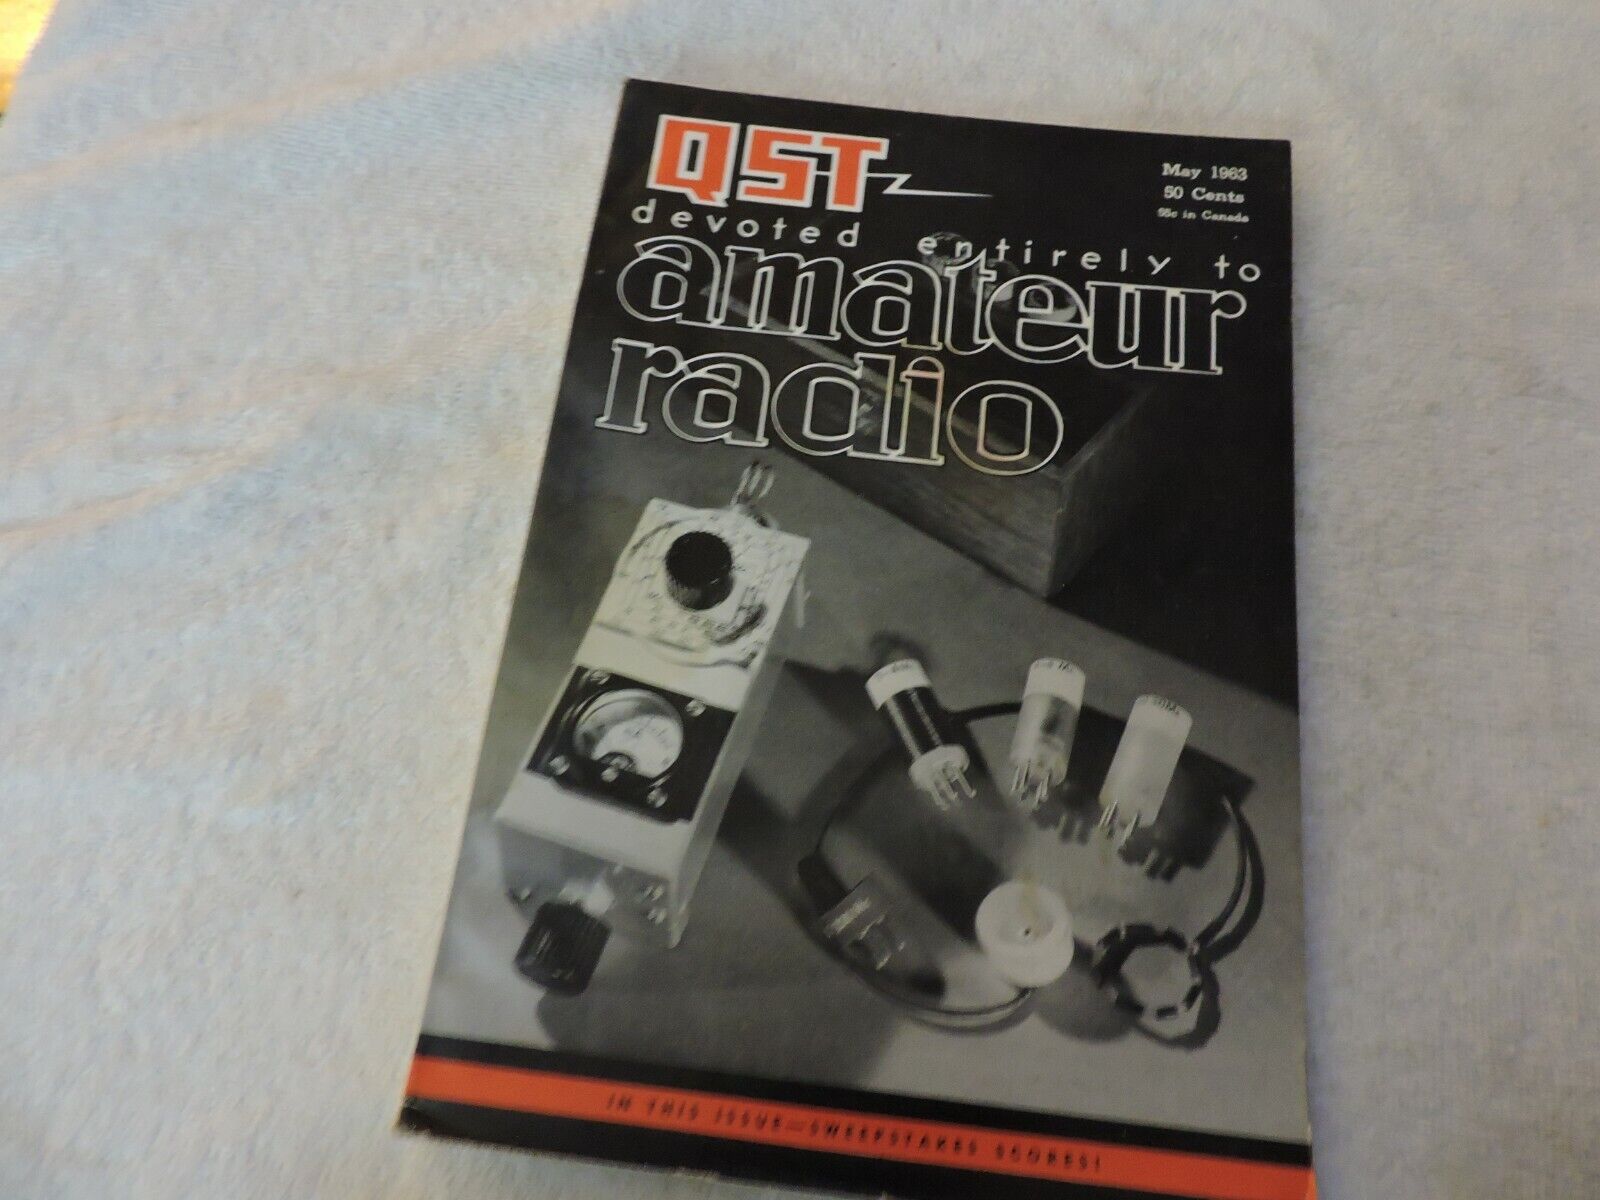 QST
May 1963
50 Cents
55c in Canada
devoted entirely to
amateur
radio
IN THIS ISSUE—SWEEPSTAKES SCORES!